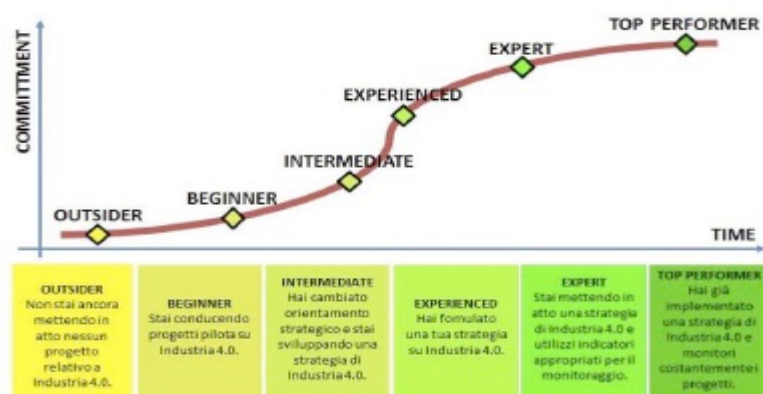 COMMITTMENT
TOP PERFORMER
EXPERT
EXPERIENCED
INTERMEDIATE
BEGINNER
OUTSIDER
TIME
OUTSIDER
Non stai ancora
mettendo in
atto nessun
progetto
relativo a
Industria 4.0.
BEGINNER
Stai conducendo
progetti pilota su
Industria 4.0.
INTERMEDIATE
Hai cambiato
orientamento
strategico e stai
sviluppando una
strategia di
Industria 4.0.
EXPERIENCED
Hai fomulato
una tua strategia
su Industria 4.0.
EXPERT
Stai mettendo in
atto una strategia
di Industria 4.0 e
utilizzi indicatori
appropriati per il
monitoraggio.
TOP PERFORMER
Hai già
implementato
una strategia di
Industria 4.0 e
monitori
costantemente i
progetti.